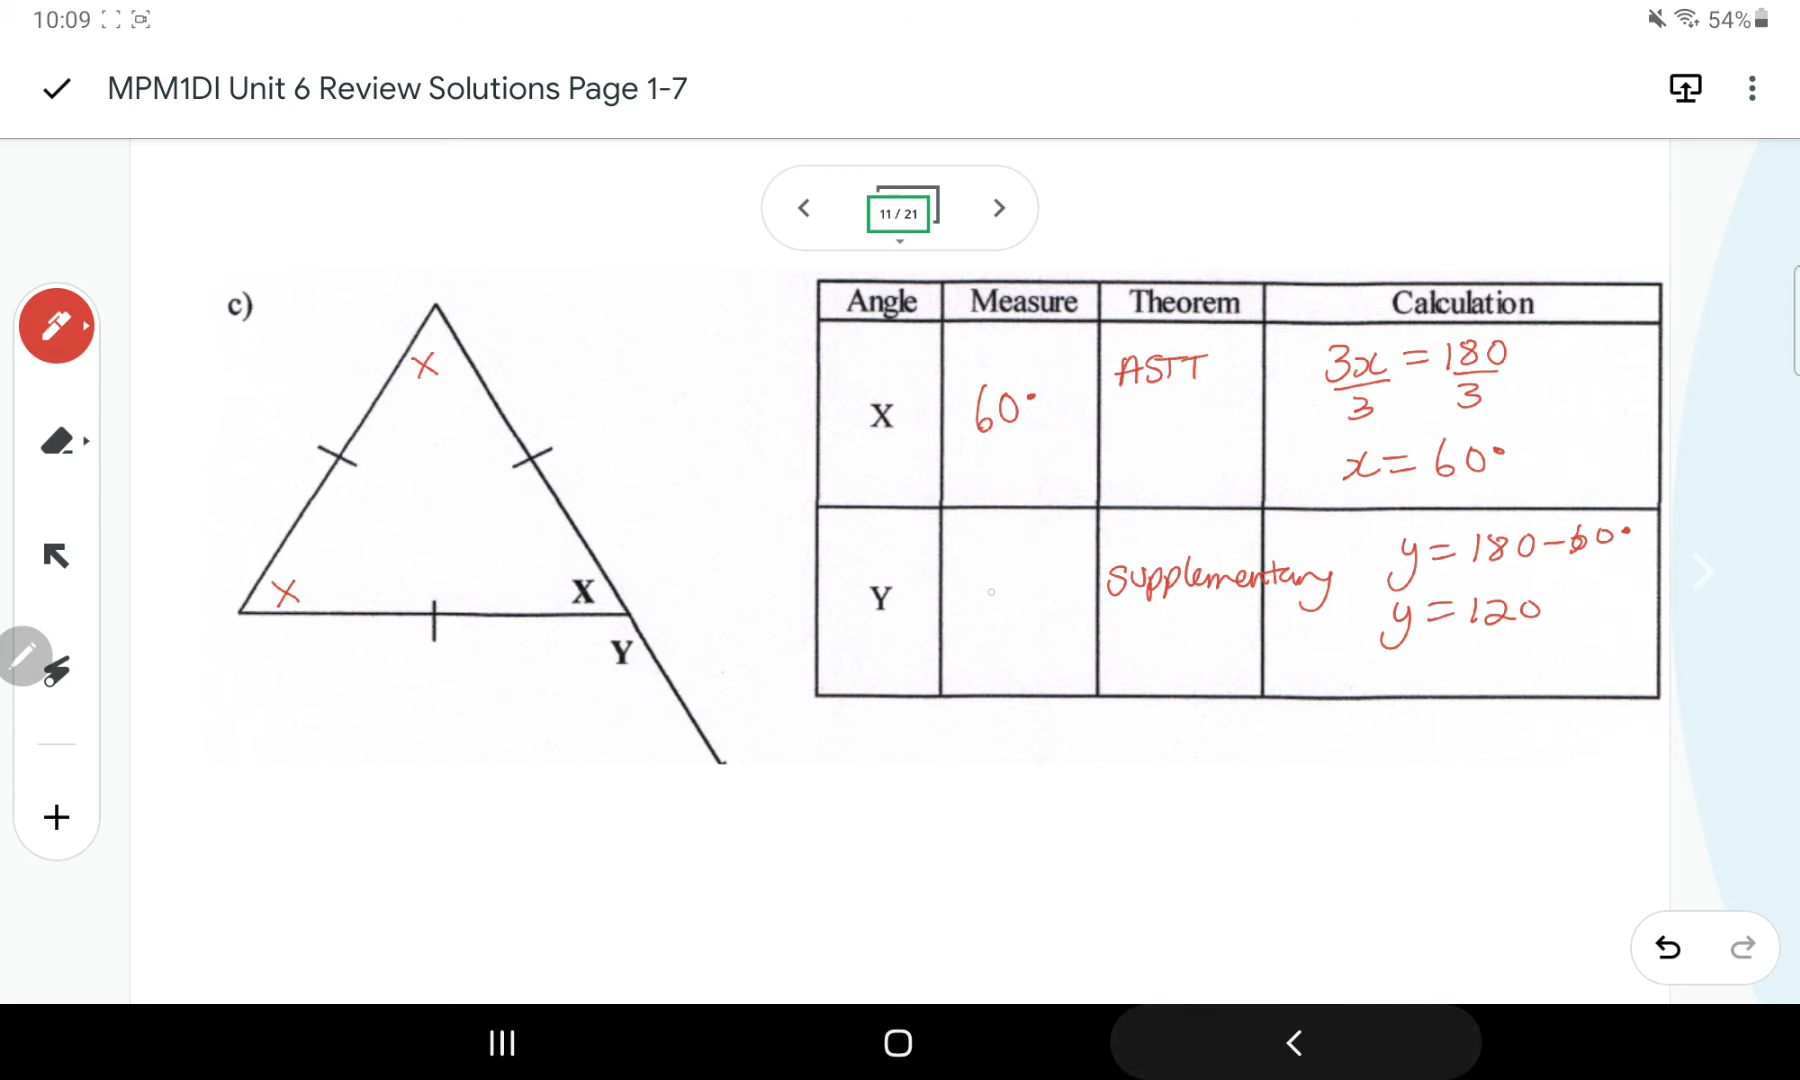 10:09 54%
MPM1DI Unit 6 Review Solutions Page 1-7
11 / 21
c)
X
X
X
Y
Angle Measure Theorem Calculation
X 60° ASTT 3x = 180
3 3
x = 60°
Y Supplementary y = 180-60°
y = 120